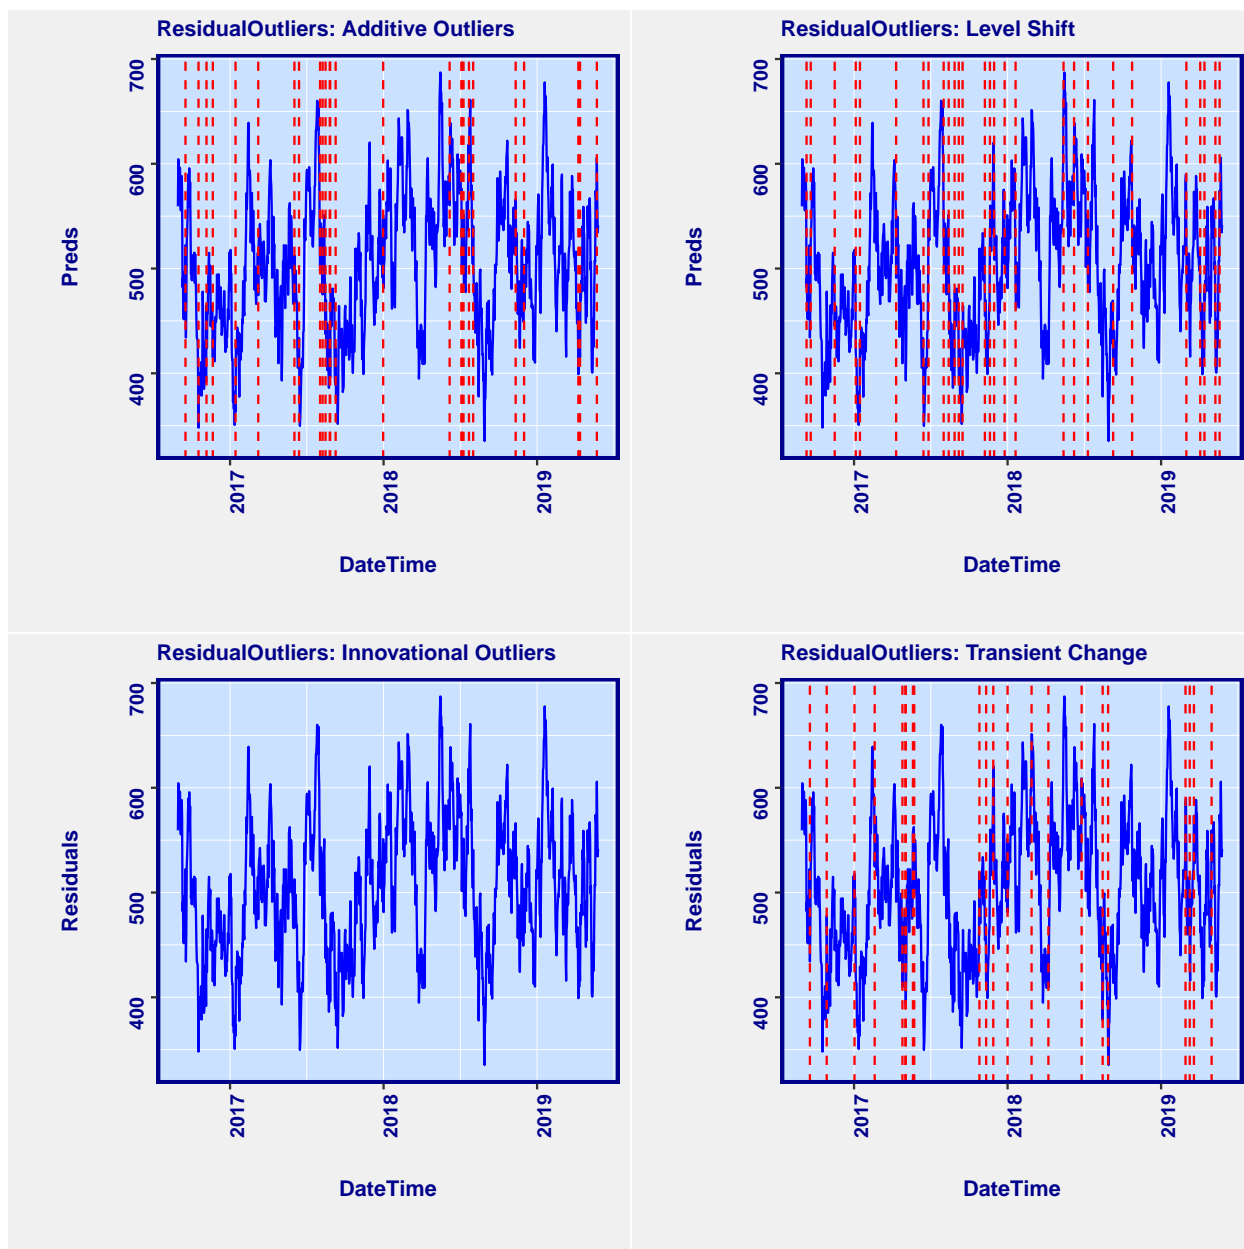 ResidualOutliers: Additive Outliers
700
600
500
400
Preds
2017
2018
2019
DateTime
ResidualOutliers: Level Shift
700
600
500
400
Preds
2017
2018
2019
DateTime
ResidualOutliers: Innovational Outliers
700
600
500
400
Residuals
2017
2018
2019
DateTime
ResidualOutliers: Transient Change
700
600
500
400
Residuals
2017
2018
2019
DateTime